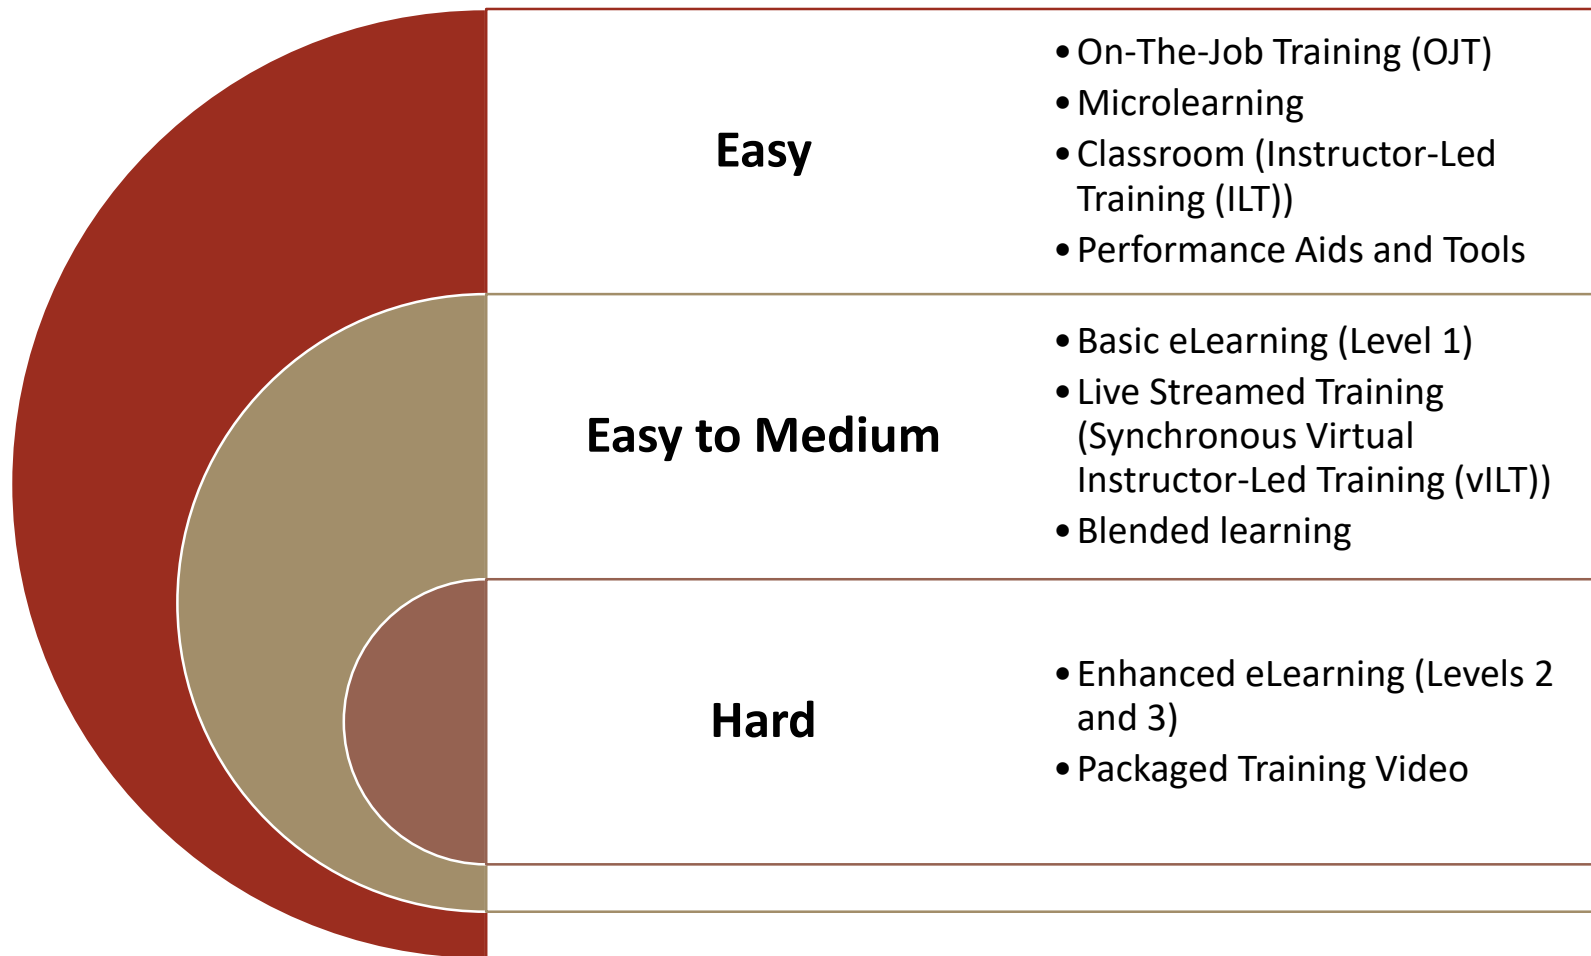 Easy
• On-The-Job Training (OJT)
• Microlearning
• Classroom (Instructor-Led
Training (ILT))
• Performance Aids and Tools
Easy to Medium
• Basic eLearning (Level 1)
• Live Streamed Training
(Synchronous Virtual
Instructor-Led Training (vILT))
• Blended learning
Hard
• Enhanced eLearning (Levels 2
and 3)
• Packaged Training Video